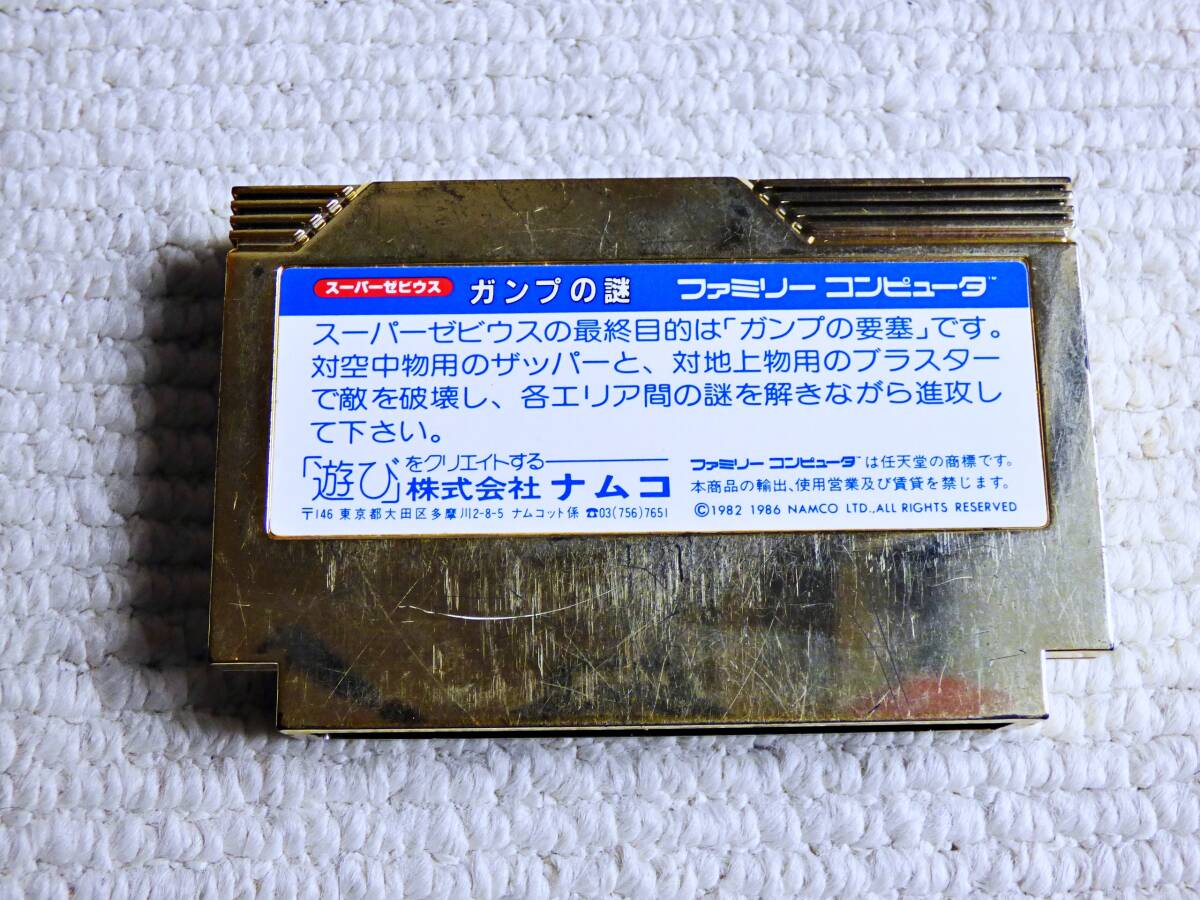 スーパーゼビウス ガンプの謎 ファミリー コンピュータ™
スーパーゼビウスの最終目的は「ガンプの要塞」です。
対空中物用のザッパーと、対地上物用のブラスター
で敵を破壊し、各エリア間の謎を解きながら進攻し
て下さい。
「遊び」をクリエイトする
株式会社 ナムコ
〒146 東京都大田区多摩川2-8-5 ナムコット係 ☎03(756)7651
ファミリー コンピュータ™は任天堂の商標です。
本商品の輸出、使用営業及び賃貸を禁じます。
©1982 1986 NAMCO LTD.,ALL RIGHTS RESERVED